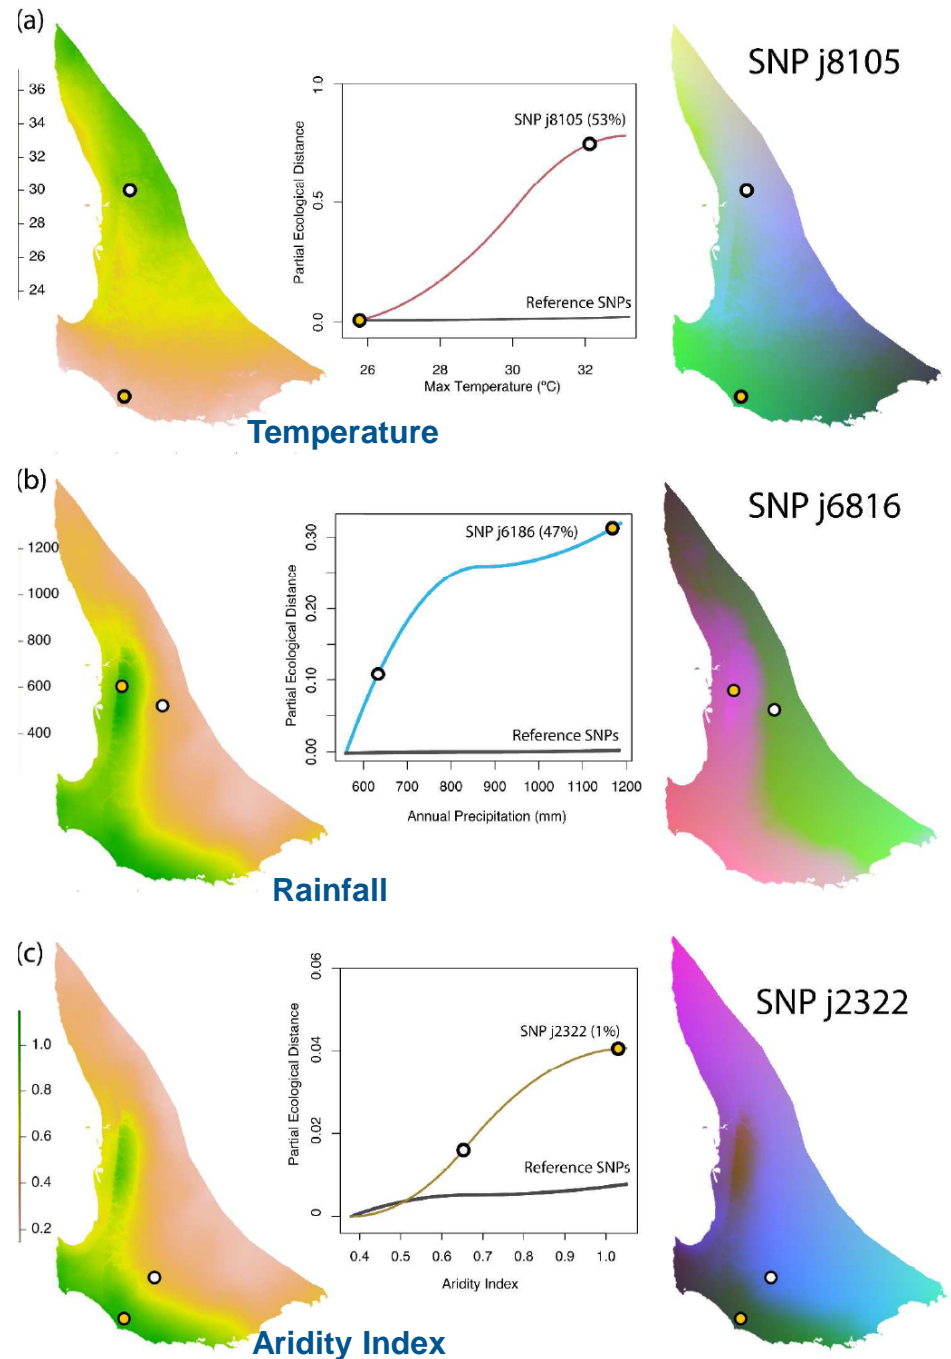 (a)
SNP j8105
36
34
32
30
28
26
24
1.0
0.5
0.0
Partial Ecological Distance
SNP j8105 (53%)
Reference SNPs
26 28 30 32
Max Temperature (ºC)
Temperature
(b)
SNP j6816
1200
1000
800
600
400
0.30
0.20
0.10
0.00
Partial Ecological Distance
SNP j6186 (47%)
Reference SNPs
600 700 800 900 1000 1100 1200
Annual Precipitation (mm)
Rainfall
(c)
SNP j2322
1.0
0.8
0.6
0.4
0.2
0.06
0.04
0.02
0
Partial Ecological Distance
SNP j2322 (1%)
Reference SNPs
0.4 0.5 0.6 0.7 0.8 0.9 1.0
Aridity Index
Aridity Index